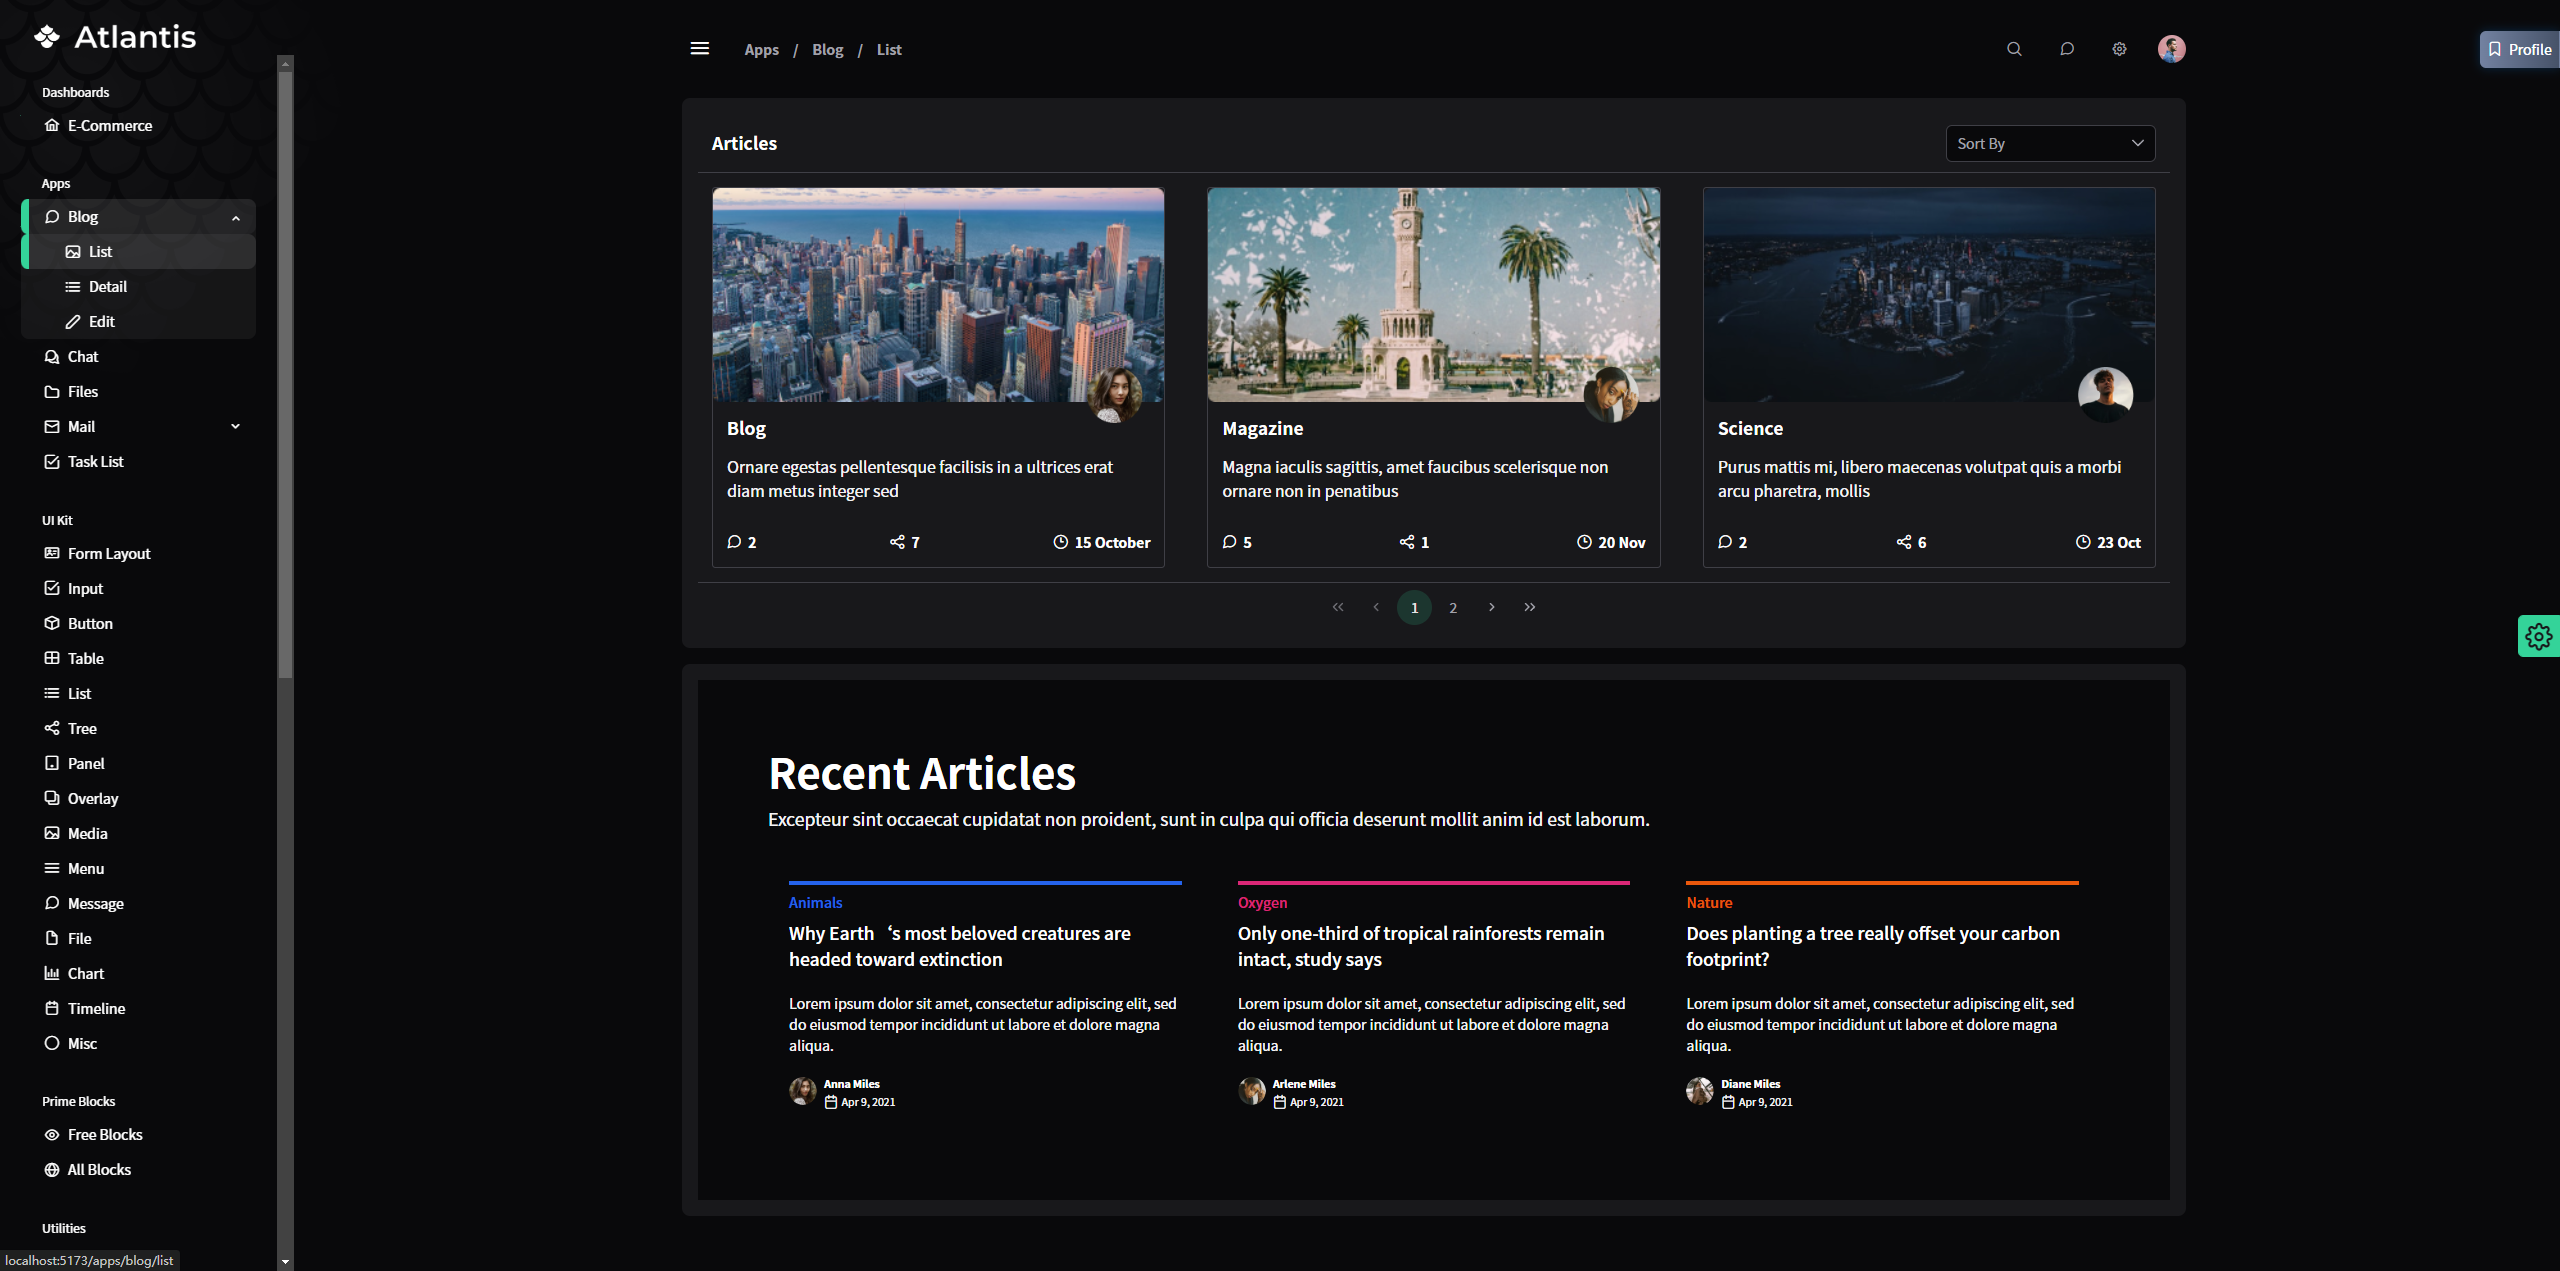 Atlantis
Dashboards
E-Commerce
Apps
Blog
List
Detail
Edit
Chat
Files
Mail
Task List
UI Kit
Form Layout
Input
Button
Table
List
Tree
Panel
Overlay
Media
Menu
Message
File
Chart
Timeline
Misc
Prime Blocks
Free Blocks
All Blocks
Utilities
localhost:5173/apps/blog/list
Apps / Blog / List
Profile
Articles
Sort By
Blog
Ornare egestas pellentesque facilisis in a ultrices erat
diam metus integer sed
2 7 15 October
Magazine
Magna iaculis sagittis, amet faucibus scelerisque non
ornare non in penatibus
5 1 20 Nov
Science
Purus mattis mi, libero maecenas volutpat quis a morbi
arcu pharetra, mollis
2 6 23 Oct
1 2
Recent Articles
Excepteur sint occaecat cupidatat non proident, sunt in culpa qui officia deserunt mollit anim id est laborum.
Animals
Why Earth ‘s most beloved creatures are
headed toward extinction
Lorem ipsum dolor sit amet, consectetur adipiscing elit, sed
do eiusmod tempor incididunt ut labore et dolore magna
aliqua.
Anna Miles
Apr 9, 2021
Oxygen
Only one-third of tropical rainforests remain
intact, study says
Lorem ipsum dolor sit amet, consectetur adipiscing elit, sed
do eiusmod tempor incididunt ut labore et dolore magna
aliqua.
Arlene Miles
Apr 9, 2021
Nature
Does planting a tree really offset your carbon
footprint?
Lorem ipsum dolor sit amet, consectetur adipiscing elit, sed
do eiusmod tempor incididunt ut labore et dolore magna
aliqua.
Diane Miles
Apr 9, 2021